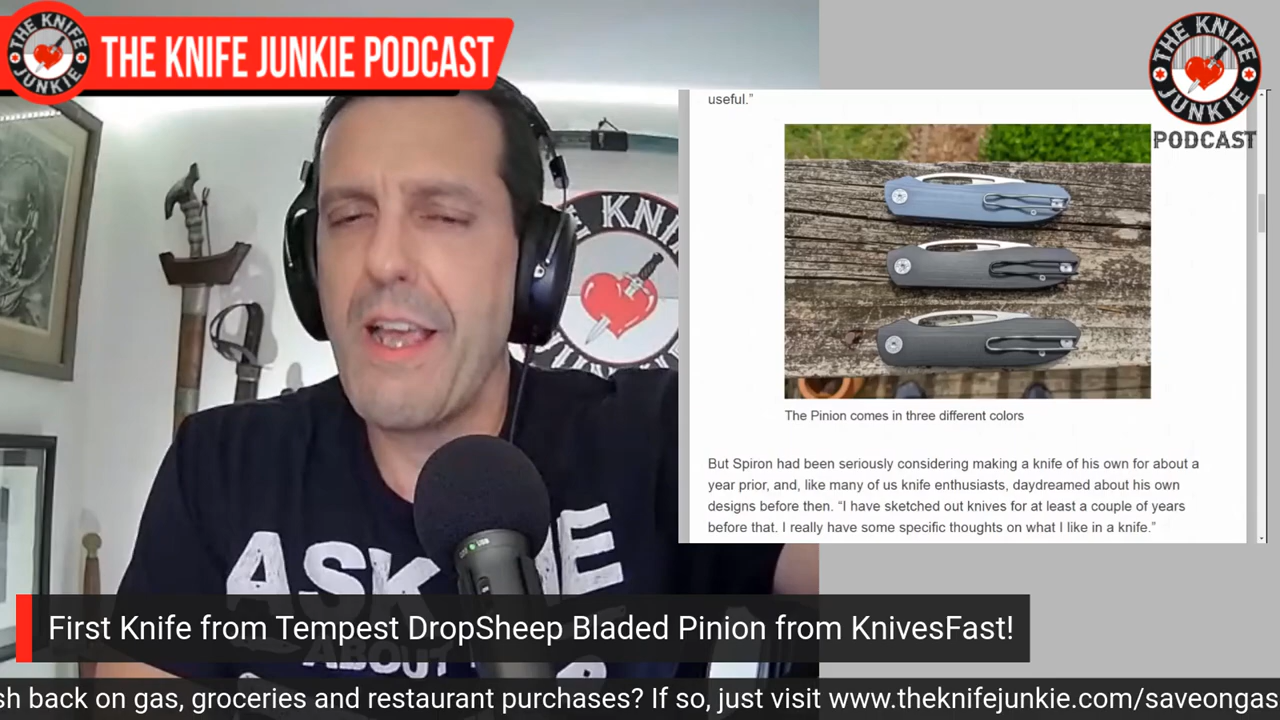 THE KNIFE JUNKIE
THE KNIFE JUNKIE PODCAST
THE KNIFE JUNKIE
PODCAST
useful.”
The Pinion comes in three different colors
But Spiron had been seriously considering making a knife of his own for about a
year prior, and, like many of us knife enthusiasts, daydreamed about his own
designs before then. “I have sketched out knives for at least a couple of years
before that. I really have some specific thoughts on what I like in a knife.”
ASK
ABOUT
First Knife from Tempest DropSheep Bladed Pinion from KnivesFast!
sh back on gas, groceries and restaurant purchases? If so, just visit www.theknifejunkie.com/saveongas